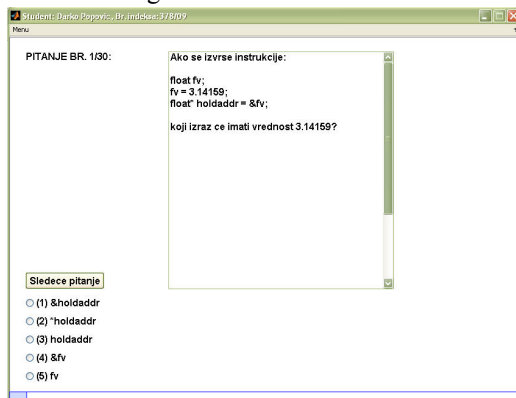 Student: Darko Popovic, Br. indeksa: 378/09
Menu
PITANJE BR. 1/30:
Ako se izvrse instrukcije:
float fv;
fv = 3.14159;
float* holdaddr = &fv;
koji izraz ce imati vrednost 3.14159?
Sledece pitanje
(1) &holdaddr
(2) *holdaddr
(3) holdaddr
(4) &fv
(5) fv